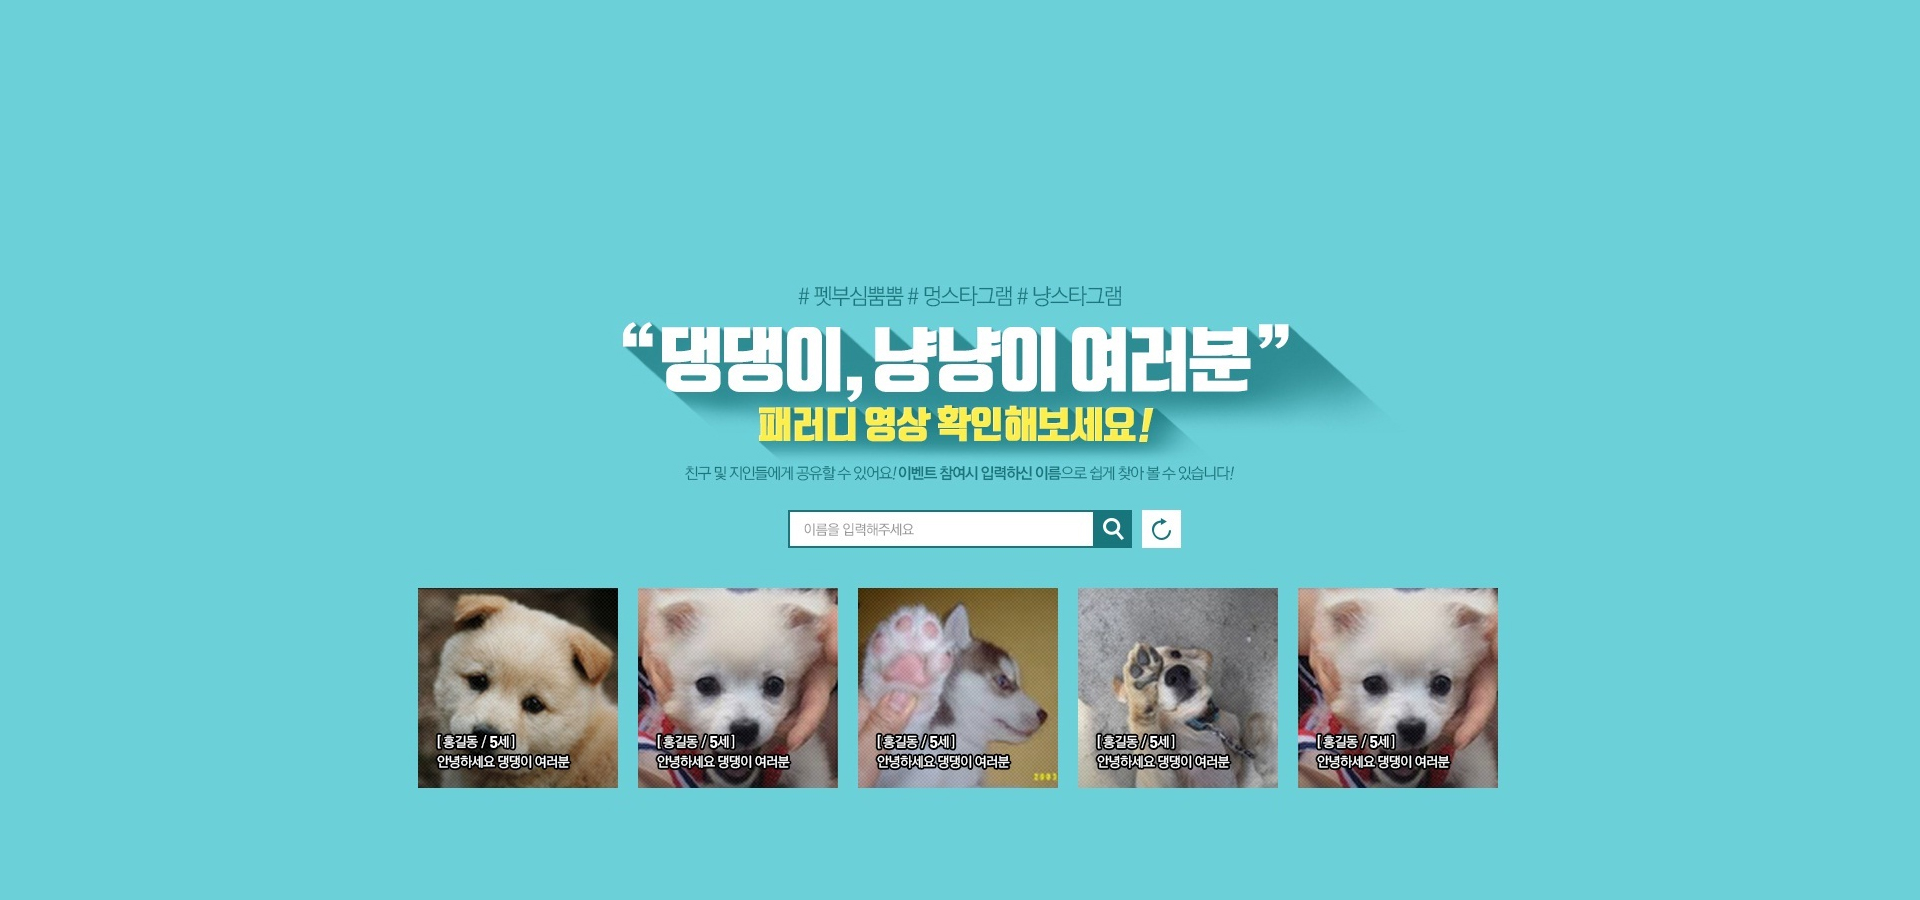 # 펫부심뿜뿜 # 멍스타그램 # 냥스타그램
“댕댕이, 냥냥이 여러분”
패러디 영상 확인해보세요!
친구 및 지인들에게 공유할 수 있어요! 이벤트 참여시 입력하신 이름으로 쉽게 찾아 볼 수 있습니다!
이름을 입력해주세요
[ 홍길동 / 5세 ]
안녕하세요 댕댕이 여러분
[ 홍길동 / 5세 ]
안녕하세요 댕댕이 여러분
[ 홍길동 / 5세 ]
안녕하세요 댕댕이 여러분
2003
[ 홍길동 / 5세 ]
안녕하세요 댕댕이 여러분
[ 홍길동 / 5세 ]
안녕하세요 댕댕이 여러분